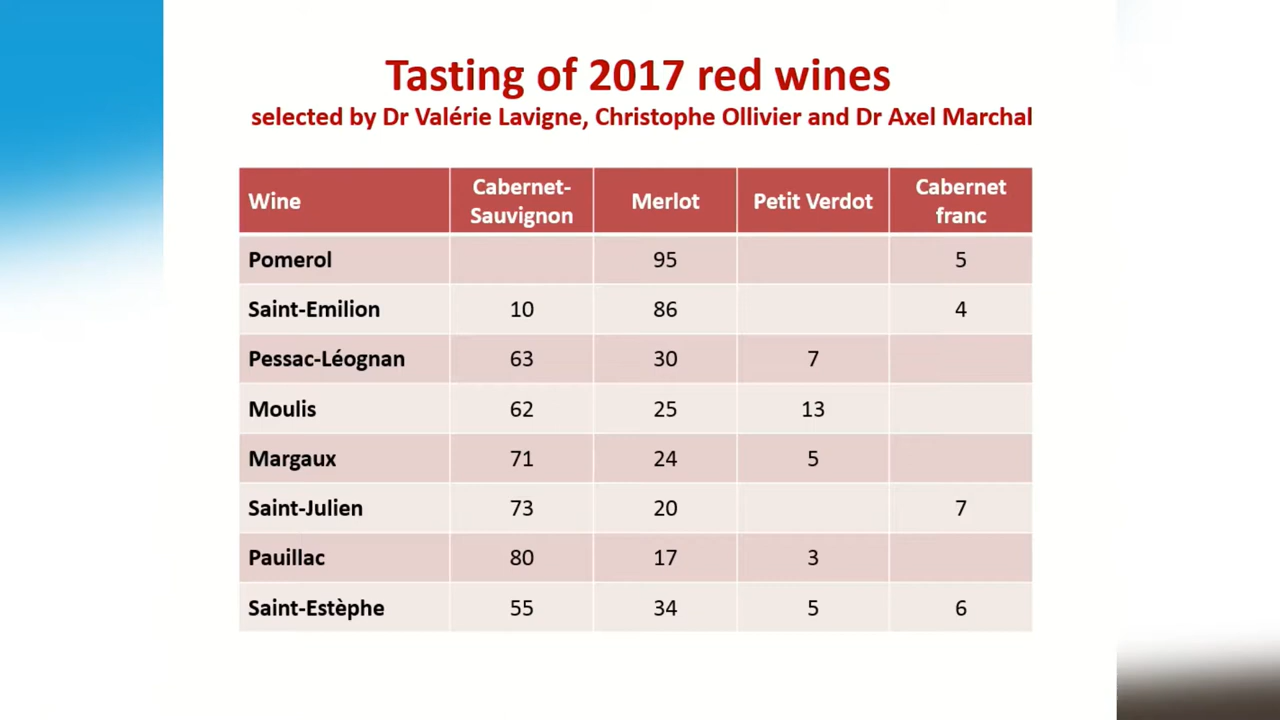 Tasting of 2017 red wines
selected by Dr Valérie Lavigne, Christophe Ollivier and Dr Axel Marchal
Wine Cabernet-Sauvignon Merlot Petit Verdot Cabernet franc
Pomerol 95 5
Saint-Emilion 10 86 4
Pessac-Léognan 63 30 7
Moulis 62 25 13
Margaux 71 24 5
Saint-Julien 73 20 7
Pauillac 80 17 3
Saint-Estèphe 55 34 5 6